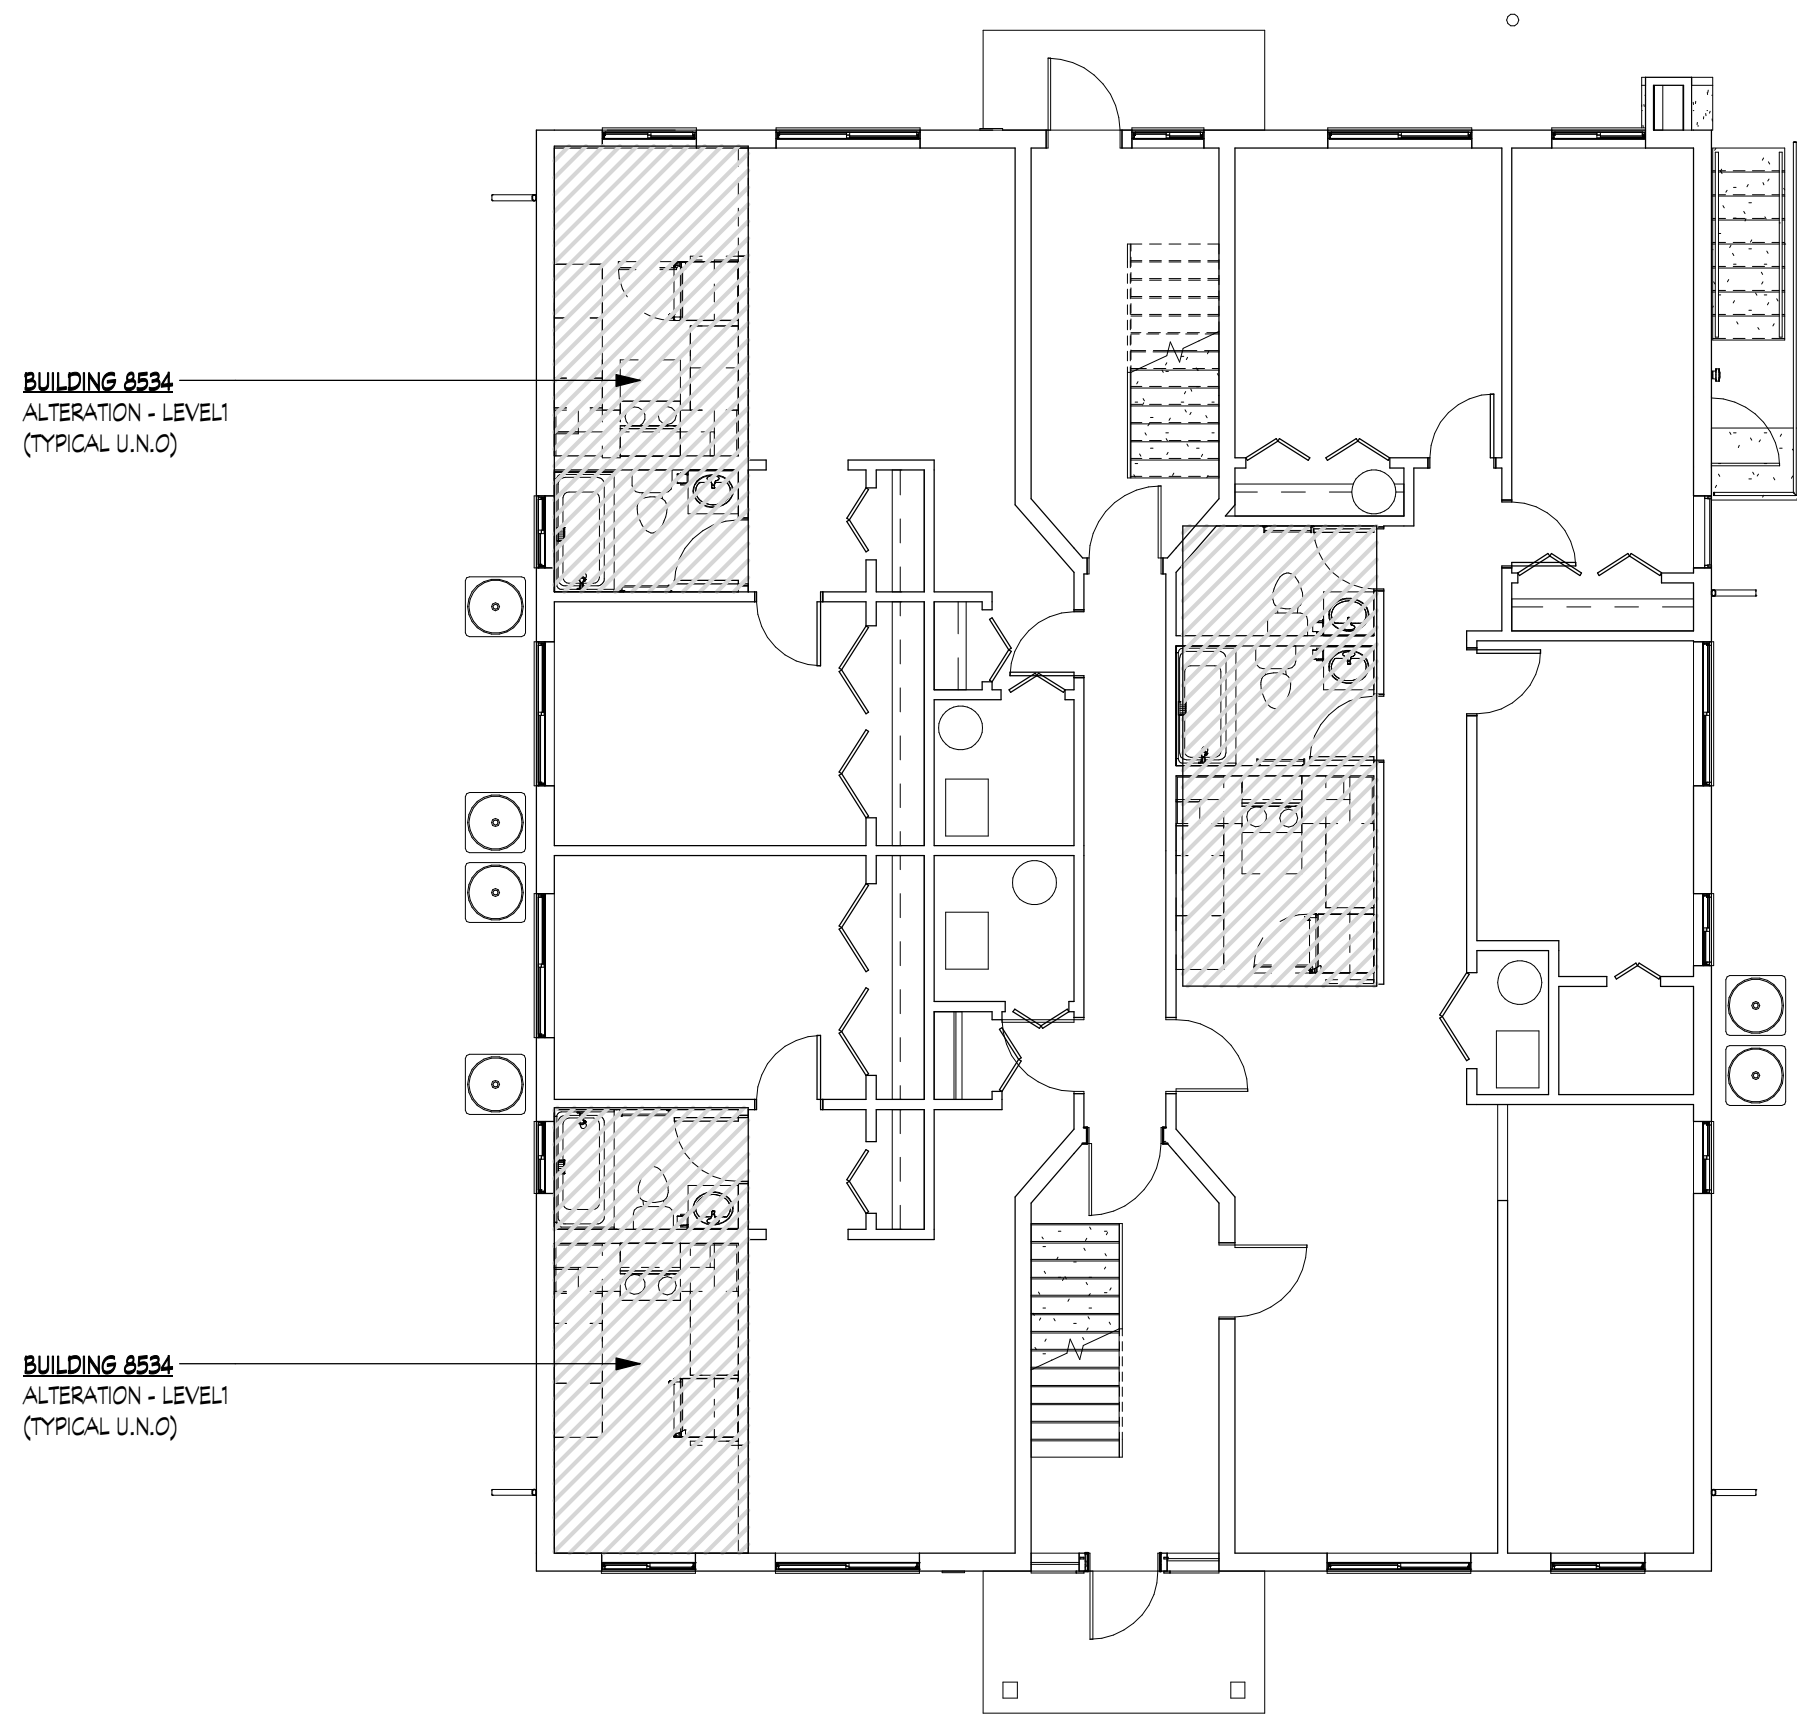 BUILDING 8534
ALTERATION - LEVEL1
(TYPICAL U.N.O)
BUILDING 8534
ALTERATION - LEVEL1
(TYPICAL U.N.O)